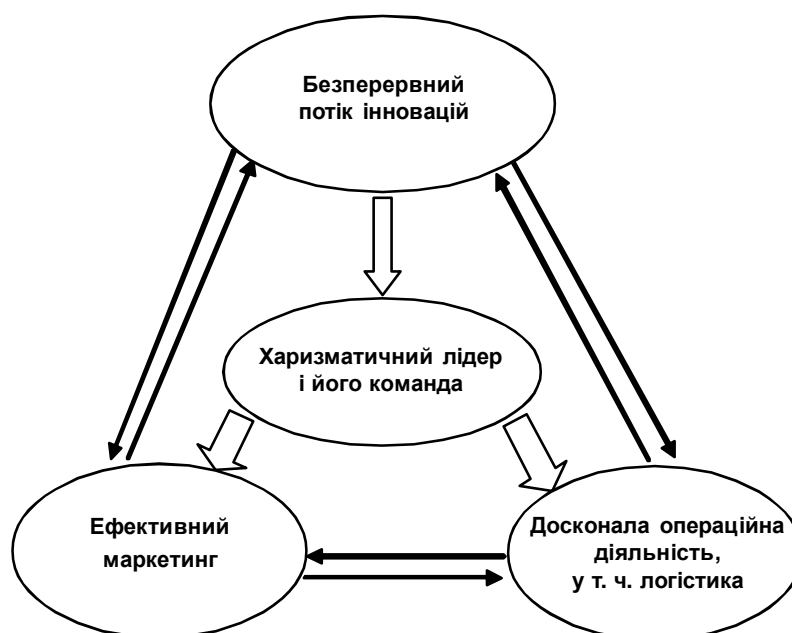 Безперервний
потік інновацій
Харизматичний лідер
і його команда
Ефективний
маркетинг
Досконала операційна
діяльність,
у т. ч. логістика